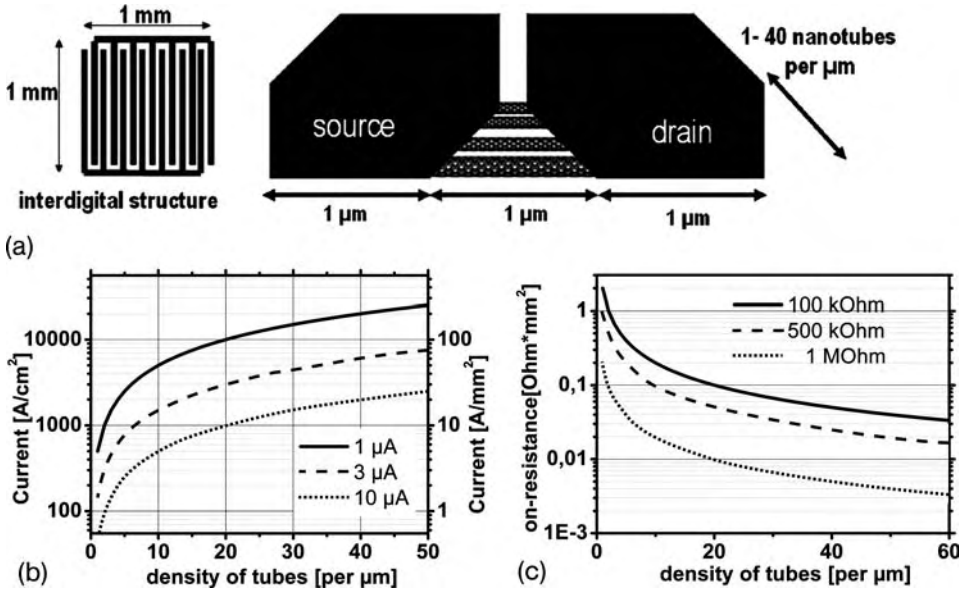 1 mm
1 mm
interdigital structure
source
drain
1- 40 nanotubes
per µm
1 µm
1 µm
1 µm
(a)
Current [A/cm²]
10000
1000
100
100
10
1
Current [A/mm²]
1 µA
3 µA
10 µA
0
10
20
30
40
50
density of tubes [per µm]
(b)
on-resistance[Ohm*mm²]
1
0,1
0,01
1E-3
100 kOhm
500 kOhm
1 MOhm
0
20
40
60
density of tubes [per µm]
(c)